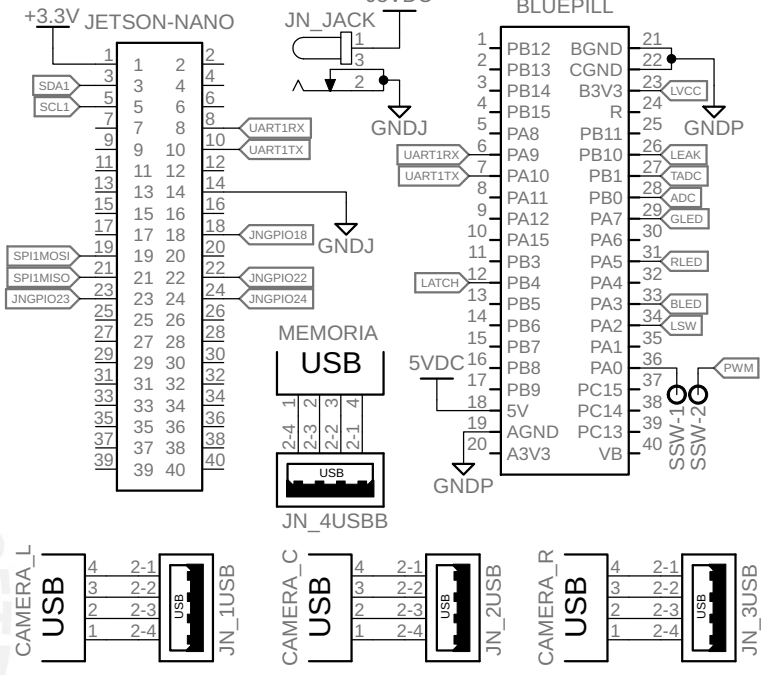 +3.3V JETSON-NANO
1 1 2 2
SDA1 3 3 4 4
SCL1 5 5 6 6
7 7 8 8 UART1RX
9 9 10 10 UART1TX
11 11 12 12
13 13 14 14
15 15 16 16
17 17 18 18 JNGPIO18
SPI1MOSI 19 19 20 20
SPI1MISO 21 21 22 22 JNGPIO22
JNGPIO23 23 23 24 24 JNGPIO24
25 25 26 26
27 27 28 28
29 29 30 30
31 31 32 32
33 33 34 34
35 35 36 36
37 37 38 38
39 39 40 40
GNDJ
JN_JACK
1
3
2
GNDJ
BLUEPILL
1 PB12 BGND 21
2 PB13 CGND 22
3 PB14 B3V3 23 LVCC
4 PB15 R 24
GNDP
5 PA8 PB11 25
UART1RX 6 PA9 PB10 26 LEAK
UART1TX 7 PA10 PB1 27 TADC
8 PA11 PB0 28 ADC
9 PA12 PA7 29 GLED
10 PA15 PA6 30
11 PB3 PA5 31 RLED
LATCH 12 PB4 PA4 32
13 PB5 PA3 33 BLED
14 PB6 PA2 34 LSW
15 PB7 PA1 35
5VDC 16 PB8 PA0 36 PWM
17 PB9 PC15 37
18 5V PC14 38
19 AGND PC13 39
20 A3V3 VB 40
GNDP
SSW-1
SSW-2
MEMORIA
USB
1 2 3 4
2-4 2-3 2-2 2-1
USB
JN_4USBB
CAMERA_L
USB
4 2-1
3 2-2
2 2-3
1 2-4
USB
JN_1USB
CAMERA_C
USB
4 2-1
3 2-2
2 2-3
1 2-4
USB
JN_2USB
CAMERA_R
USB
4 2-1
3 2-2
2 2-3
1 2-4
USB
JN_3USB